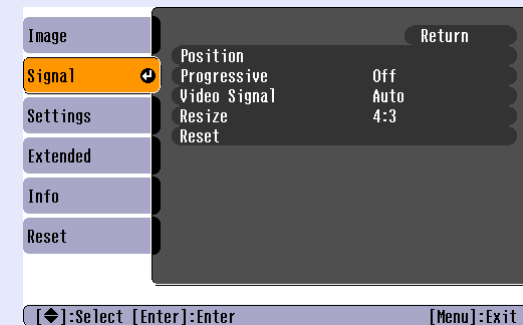 Image
Signal
Settings
Extended
Info
Reset
Return
Position
Progressive Off
Video Signal Auto
Resize 4:3
Reset
[◆]:Select [Enter]:Enter [Menu]:Exit